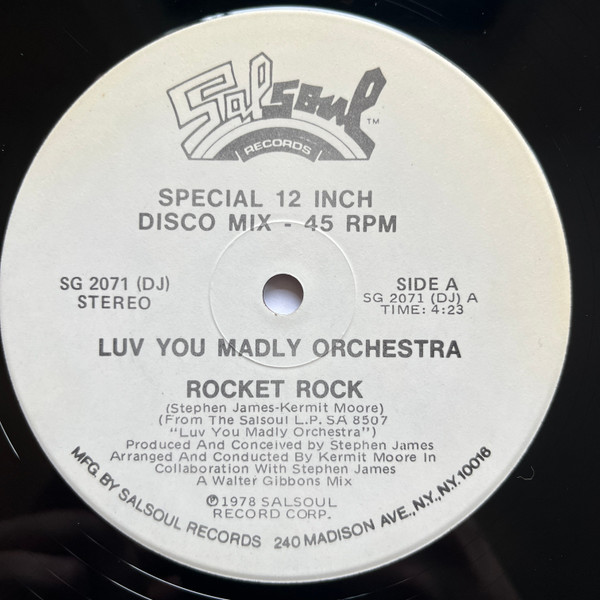 Salsoul™
RECORDS
SPECIAL 12 INCH
DISCO MIX - 45 RPM
SG 2071 (DJ)
STEREO
SIDE A
SG 2071 (DJ) A
TIME: 4:23
LUV YOU MADLY ORCHESTRA
ROCKET ROCK
(Stephen James-Kermit Moore)
(From The Salsoul L.P. SA 8507
"Luv You Madly Orchestra")
Produced And Conceived by Stephen James
Arranged And Conducted By Kermit Moore In
Collaboration With Stephen James
A Walter Gibbons Mix
Ⓟ1978 SALSOUL
RECORD CORP.
MFG. BY SALSOUL RECORDS 240 MADISON AVE., N.Y., N.Y. 10016